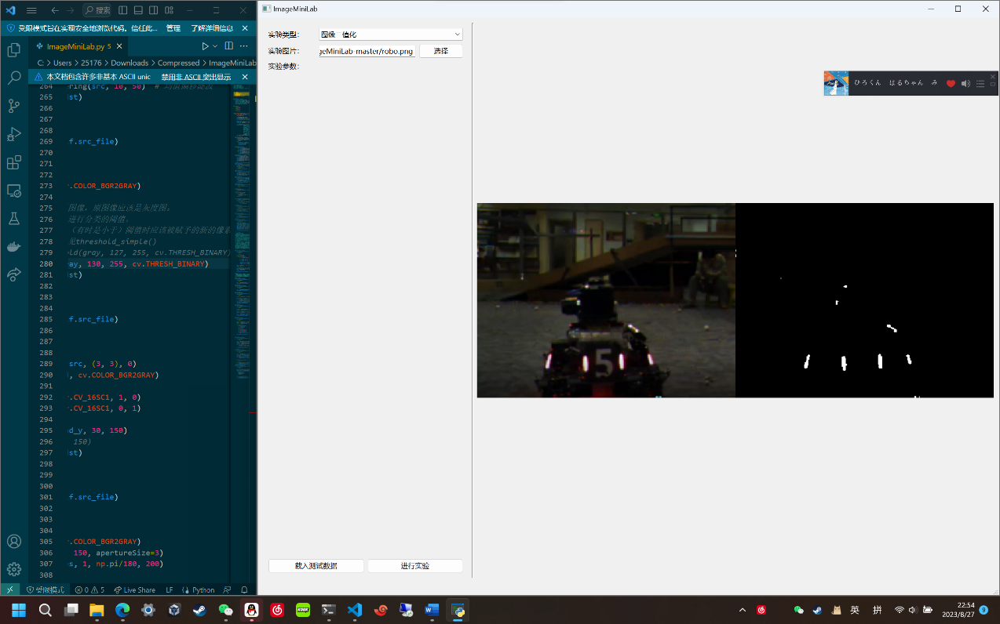 搜索
受限模式旨在实现安全地浏览代码。信任此... 管理 了解详细信息
ImageMiniLab.py 5
C: > Users > 25176 > Downloads > Compressed > ImageMiniLab
本文档包含许多非基本 ASCII unic 禁用非 ASCII 突出显示
264 ring(src, 10, 50) # 均值偏移滤波
265 st)
266
267
268
269 f.src_file)
270
271
272
273 .COLOR_BGR2GRAY)
274
275 图像，原图像应该是灰度图。
276 进行分类的阈值。
277 （有时是小于）阈值时应该被赋予的新的像素
278 见threshold_simple()
279 ld(gray, 127, 255, cv.THRESH_BINARY)
280 ay, 130, 255, cv.THRESH_BINARY)
281 st)
282
283
284
285 f.src_file)
286
287
288
289 src, (3, 3), 0)
290 , cv.COLOR_BGR2GRAY)
291
292 .CV_16SC1, 1, 0)
293 .CV_16SC1, 0, 1)
294
295 d_y, 30, 150)
296 150)
297 st)
298
299
300
301 f.src_file)
302
303
304
305 .COLOR_BGR2GRAY)
306 150, apertureSize=3)
307 s, 1, np.pi/180, 200)
308
受限模式 0 5 Live Share LF Python
ImageMiniLab
实验类型： 图像二值化
实验图片： geMiniLab-master/robo.png 选择
实验参数：
载入测试数据 进行实验
ひろくん はるちゃん み
5
KOOK
英 拼 22:54
2023/8/27 9